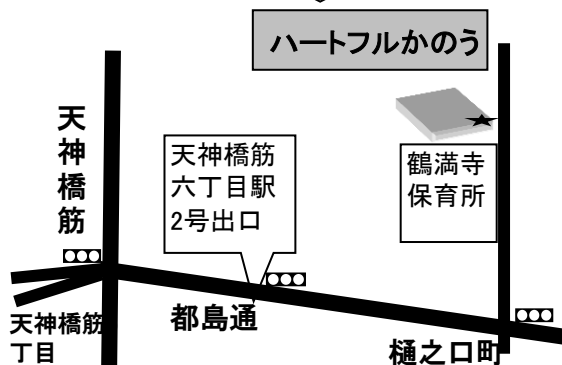 ハートフルかのう
天神橋筋
天神橋筋
六丁目駅
2号出口
鶴満寺
保育所
天神橋筋
丁目
都島通
樋之口町